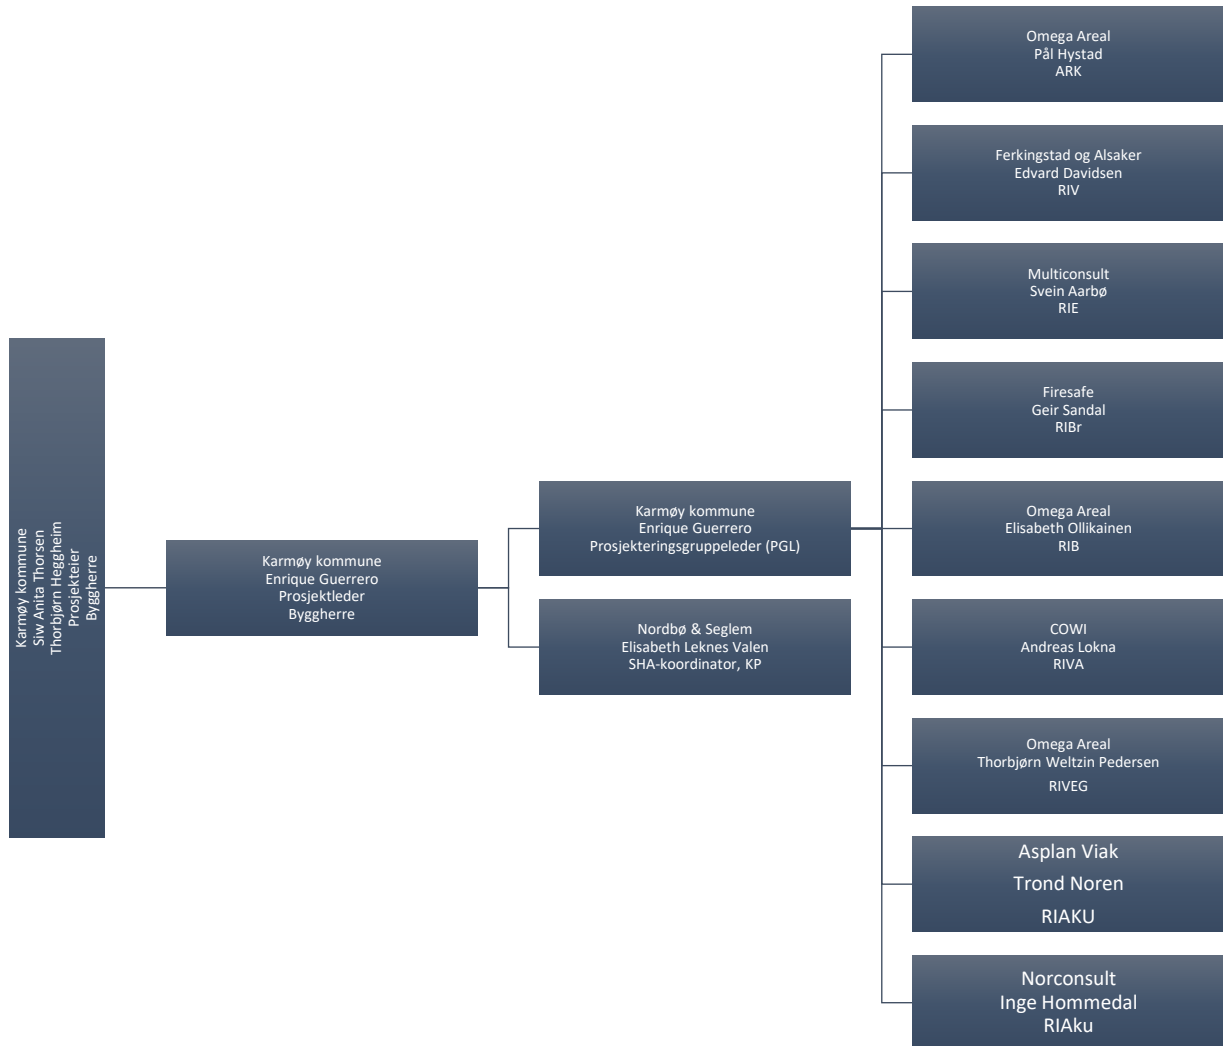 Karmøy kommune
Siw Anita Thorsen
Thorbjørn Heggheim
Prosjekteier
Byggherre
Karmøy kommune
Enrique Guerrero
Prosjektleder
Byggherre
Karmøy kommune
Enrique Guerrero
Prosjekteringsgruppeleder (PGL)
Nordbø & Seglem
Elisabeth Leknes Valen
SHA-koordinator, KP
Omega Areal
Pål Hystad
ARK
Ferkingstad og Alsaker
Edvard Davidsen
RIV
Multiconsult
Svein Aarbø
RIE
Firesafe
Geir Sandal
RIBr
Omega Areal
Elisabeth Ollikainen
RIB
COWI
Andreas Lokna
RIVA
Omega Areal
Thorbjørn Weltzin Pedersen
RIVEG
Asplan Viak
Trond Noren
RIAKU
Norconsult
Inge Hommedal
RIAku